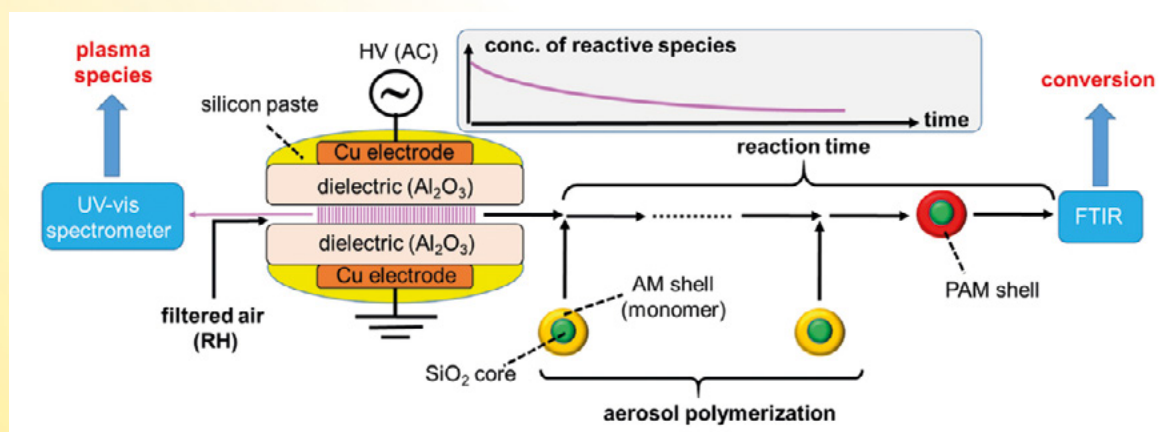 plasma
species
HV (AC)
~
silicon paste
conc. of reactive species
time
conversion
Cu electrode
dielectric (Al₂O₃)
reaction time
UV-vis
spectrometer
FTIR
dielectric (Al₂O₃)
Cu electrode
filtered air
(RH)
AM shell
(monomer)
SiO₂ core
PAM shell
aerosol polymerization